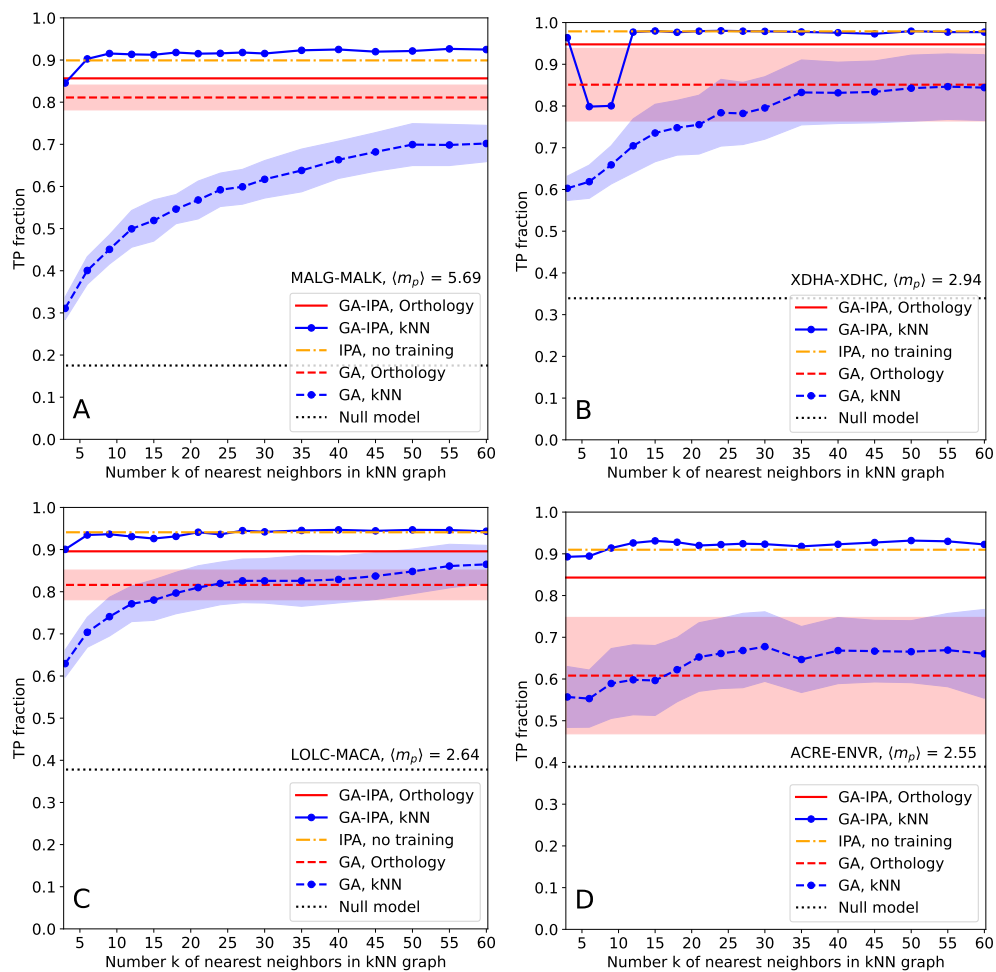 1.0
0.9
0.8
0.7
0.6
0.5
0.4
0.3
0.2
0.1
0.0
TP fraction
MALG-MALK, ⟨m_p⟩ = 5.69
GA-IPA, Orthology
GA-IPA, kNN
IPA, no training
GA, Orthology
GA, kNN
Null model
A
5 10 15 20 25 30 35 40 45 50 55 60
Number k of nearest neighbors in kNN graph
1.0
0.9
0.8
0.7
0.6
0.5
0.4
0.3
0.2
0.1
0.0
TP fraction
XDHA-XDHC, ⟨m_p⟩ = 2.94
GA-IPA, Orthology
GA-IPA, kNN
IPA, no training
GA, Orthology
GA, kNN
Null model
B
5 10 15 20 25 30 35 40 45 50 55 60
Number k of nearest neighbors in kNN graph
1.0
0.9
0.8
0.7
0.6
0.5
0.4
0.3
0.2
0.1
0.0
TP fraction
LOLC-MACA, ⟨m_p⟩ = 2.64
GA-IPA, Orthology
GA-IPA, kNN
IPA, no training
GA, Orthology
GA, kNN
Null model
C
5 10 15 20 25 30 35 40 45 50 55 60
Number k of nearest neighbors in kNN graph
1.0
0.9
0.8
0.7
0.6
0.5
0.4
0.3
0.2
0.1
0.0
TP fraction
ACRE-ENVR, ⟨m_p⟩ = 2.55
GA-IPA, Orthology
GA-IPA, kNN
IPA, no training
GA, Orthology
GA, kNN
Null model
D
5 10 15 20 25 30 35 40 45 50 55 60
Number k of nearest neighbors in kNN graph